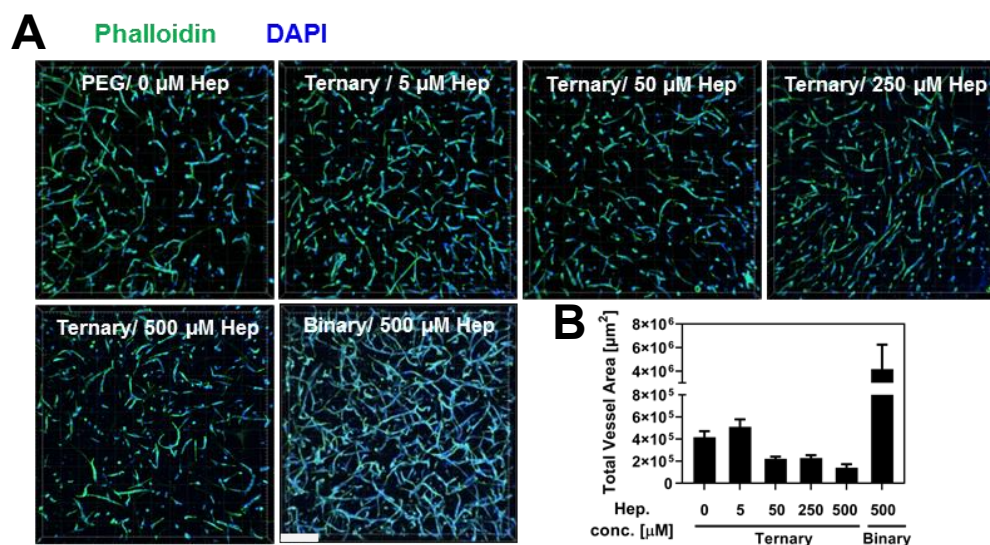 A
Phalloidin DAPI
PEG/ 0 µM Hep
Ternary / 5 µM Hep
Ternary/ 50 µM Hep
Ternary/ 250 µM Hep
Ternary/ 500 µM Hep
Binary/ 500 µM Hep
B
Total Vessel Area [µm²]
8×10⁶
6×10⁶
4×10⁶
8×10⁵
6×10⁵
4×10⁵
2×10⁵
0
Hep. conc. [µM]
0 5 50 250 500 500
Ternary Binary